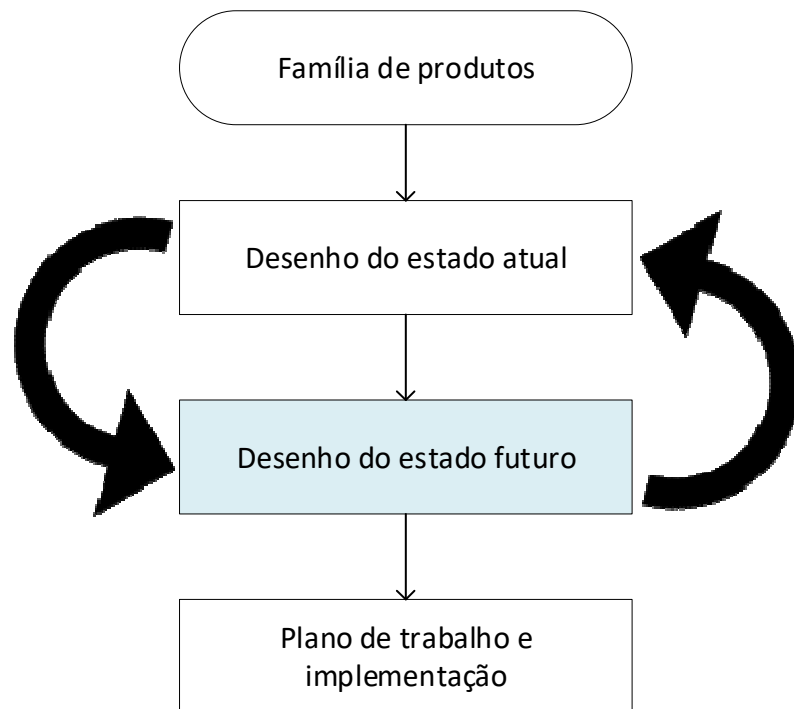 Família de produtos
Desenho do estado atual
Desenho do estado futuro
Plano de trabalho e
implementação